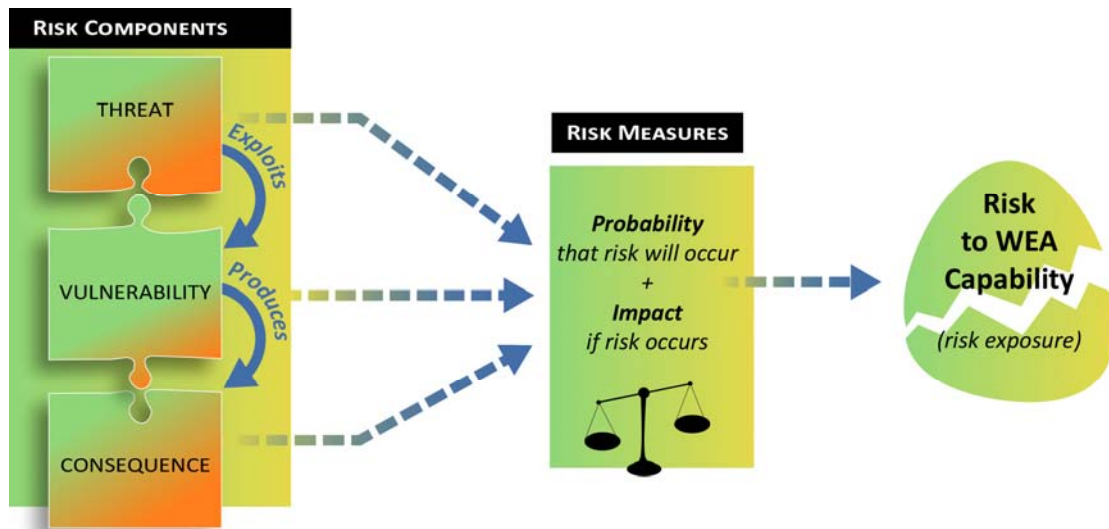 RISK COMPONENTS
THREAT
Exploits
VULNERABILITY
Produces
CONSEQUENCE
RISK MEASURES
Probability
that risk will occur
+
Impact
if risk occurs
Risk
to WEA
Capability
(risk exposure)